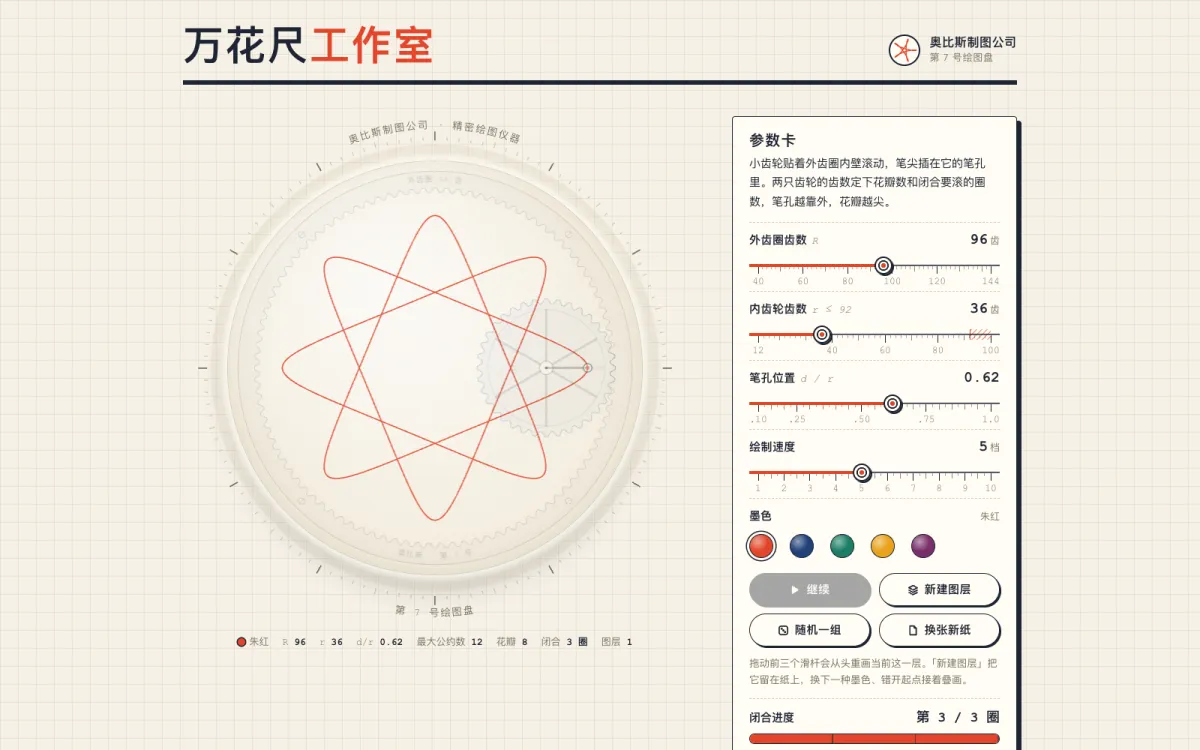 万花尺工作室
奥比斯制图公司
第 7 号绘图盘
奥比斯制图公司 · 精密绘图仪器
第 7 号绘图盘
朱红 R 96 r 36 d/r 0.62 最大公约数 12 花瓣 8 闭合 3 圈 图层 1
参数卡
小齿轮贴着外齿圈内壁滚动，笔尖插在它的笔孔
里。两只齿轮的齿数定下花瓣数和闭合要滚的圈
数，笔孔越靠外，花瓣越尖。
外齿圈齿数 R 96 齿
40 60 80 100 120 144
内齿轮齿数 r ≤ 92 36 齿
12 40 60 80 100
笔孔位置 d / r 0.62
.10 .25 .50 .75 1.0
绘制速度 5 档
1 2 3 4 5 6 7 8 9 10
墨色 朱红
继续 新建图层
随机一组 换张新纸
拖动前三个滑杆会从头重画当前这一层。「新建图层」把
它留在纸上，换下一种墨色、错开起点接着叠画。
闭合进度 第 3 / 3 圈